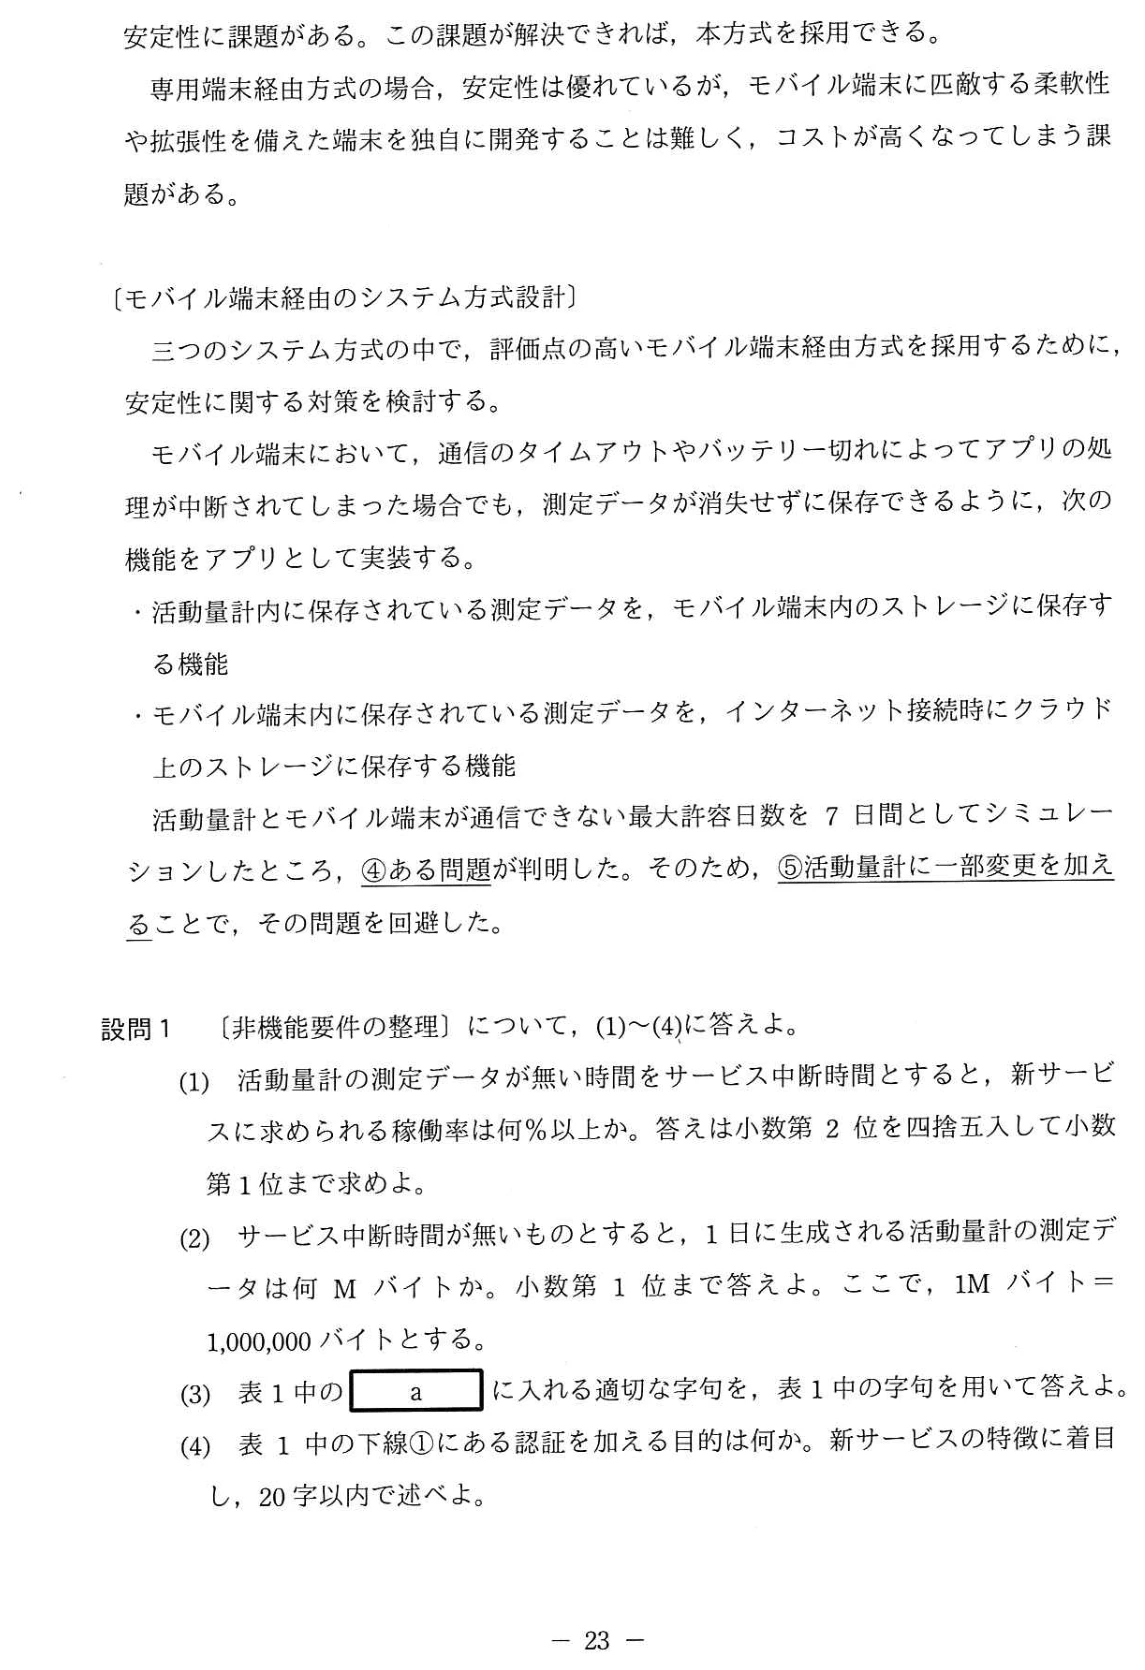 安定性に課題がある。この課題が解決できれば，本方式を採用できる。
専用端末経由方式の場合，安定性は優れているが，モバイル端末に匹敵する柔軟性
や拡張性を備えた端末を独自に開発することは難しく，コストが高くなってしまう課
題がある。
〔モバイル端末経由のシステム方式設計〕
三つのシステム方式の中で，評価点の高いモバイル端末経由方式を採用するために，
安定性に関する対策を検討する。
モバイル端末において，通信のタイムアウトやバッテリー切れによってアプリの処
理が中断されてしまった場合でも，測定データが消失せずに保存できるように，次の
機能をアプリとして実装する。
・活動量計内に保存されている測定データを，モバイル端末内のストレージに保存す
る機能
・モバイル端末内に保存されている測定データを，インターネット接続時にクラウド
上のストレージに保存する機能
活動量計とモバイル端末が通信できない最大許容日数を 7 日間としてシミュレー
ションしたところ，④ある問題が判明した。そのため，⑤活動量計に一部変更を加え
ることで，その問題を回避した。
設問1 〔非機能要件の整理〕について，(1)～(4)に答えよ。
(1) 活動量計の測定データが無い時間をサービス中断時間とすると，新サービ
スに求められる稼働率は何％以上か。答えは小数第 2 位を四捨五入して小数
第1位まで求めよ。
(2) サービス中断時間が無いものとすると，1日に生成される活動量計の測定デ
ータは何 M バイトか。小数第 1 位まで答えよ。ここで，1M バイト＝
1,000,000 バイトとする。
(3) 表1中の a に入れる適切な字句を，表1中の字句を用いて答えよ。
(4) 表 1 中の下線①にある認証を加える目的は何か。新サービスの特徴に着目
し，20字以内で述べよ。
－ 23 －